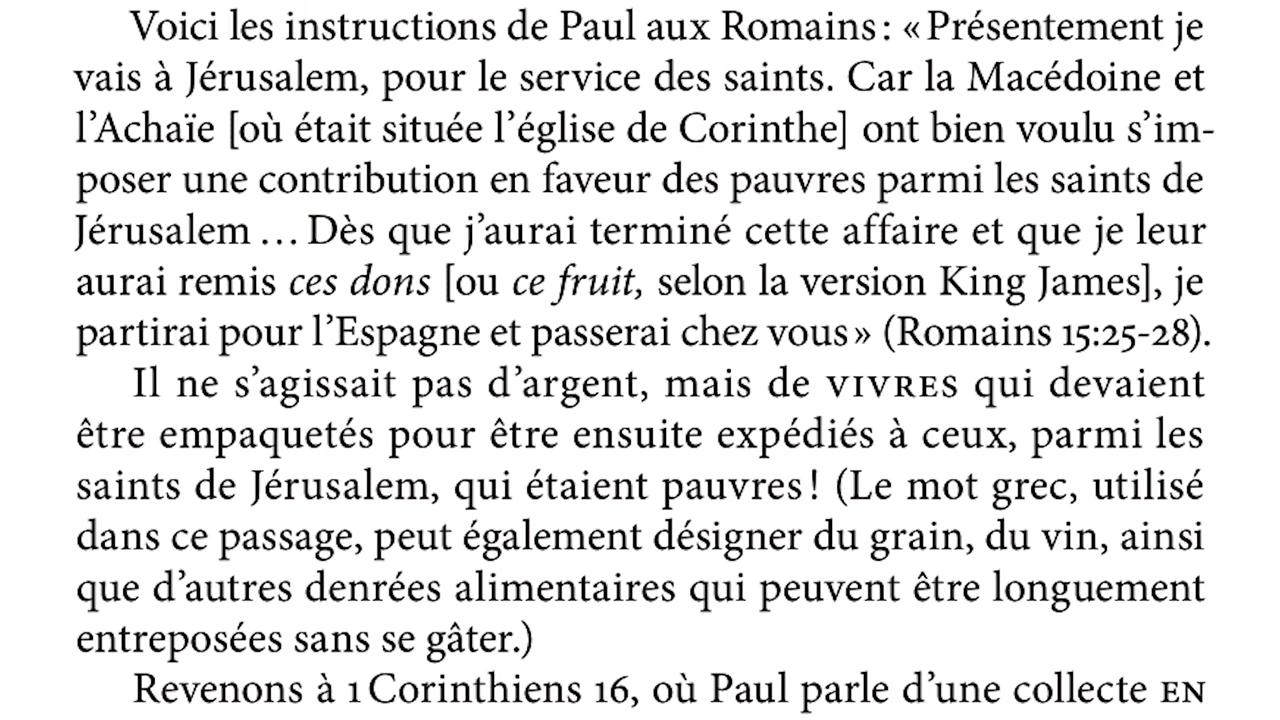 Voici les instructions de Paul aux Romains : « Présentement je
vais à Jérusalem, pour le service des saints. Car la Macédoine et
l’Achaïe [où était située l’église de Corinthe] ont bien voulu s’im-
poser une contribution en faveur des pauvres parmi les saints de
Jérusalem … Dès que j’aurai terminé cette affaire et que je leur
aurai remis ces dons [ou ce fruit, selon la version King James], je
partirai pour l’Espagne et passerai chez vous » (Romains 15:25-28).
Il ne s’agissait pas d’argent, mais de VIVRES qui devaient
être empaquetés pour être ensuite expédiés à ceux, parmi les
saints de Jérusalem, qui étaient pauvres ! (Le mot grec, utilisé
dans ce passage, peut également désigner du grain, du vin, ainsi
que d’autres denrées alimentaires qui peuvent être longuement
entreposées sans se gâter.)
Revenons à 1 Corinthiens 16, où Paul parle d’une collecte EN